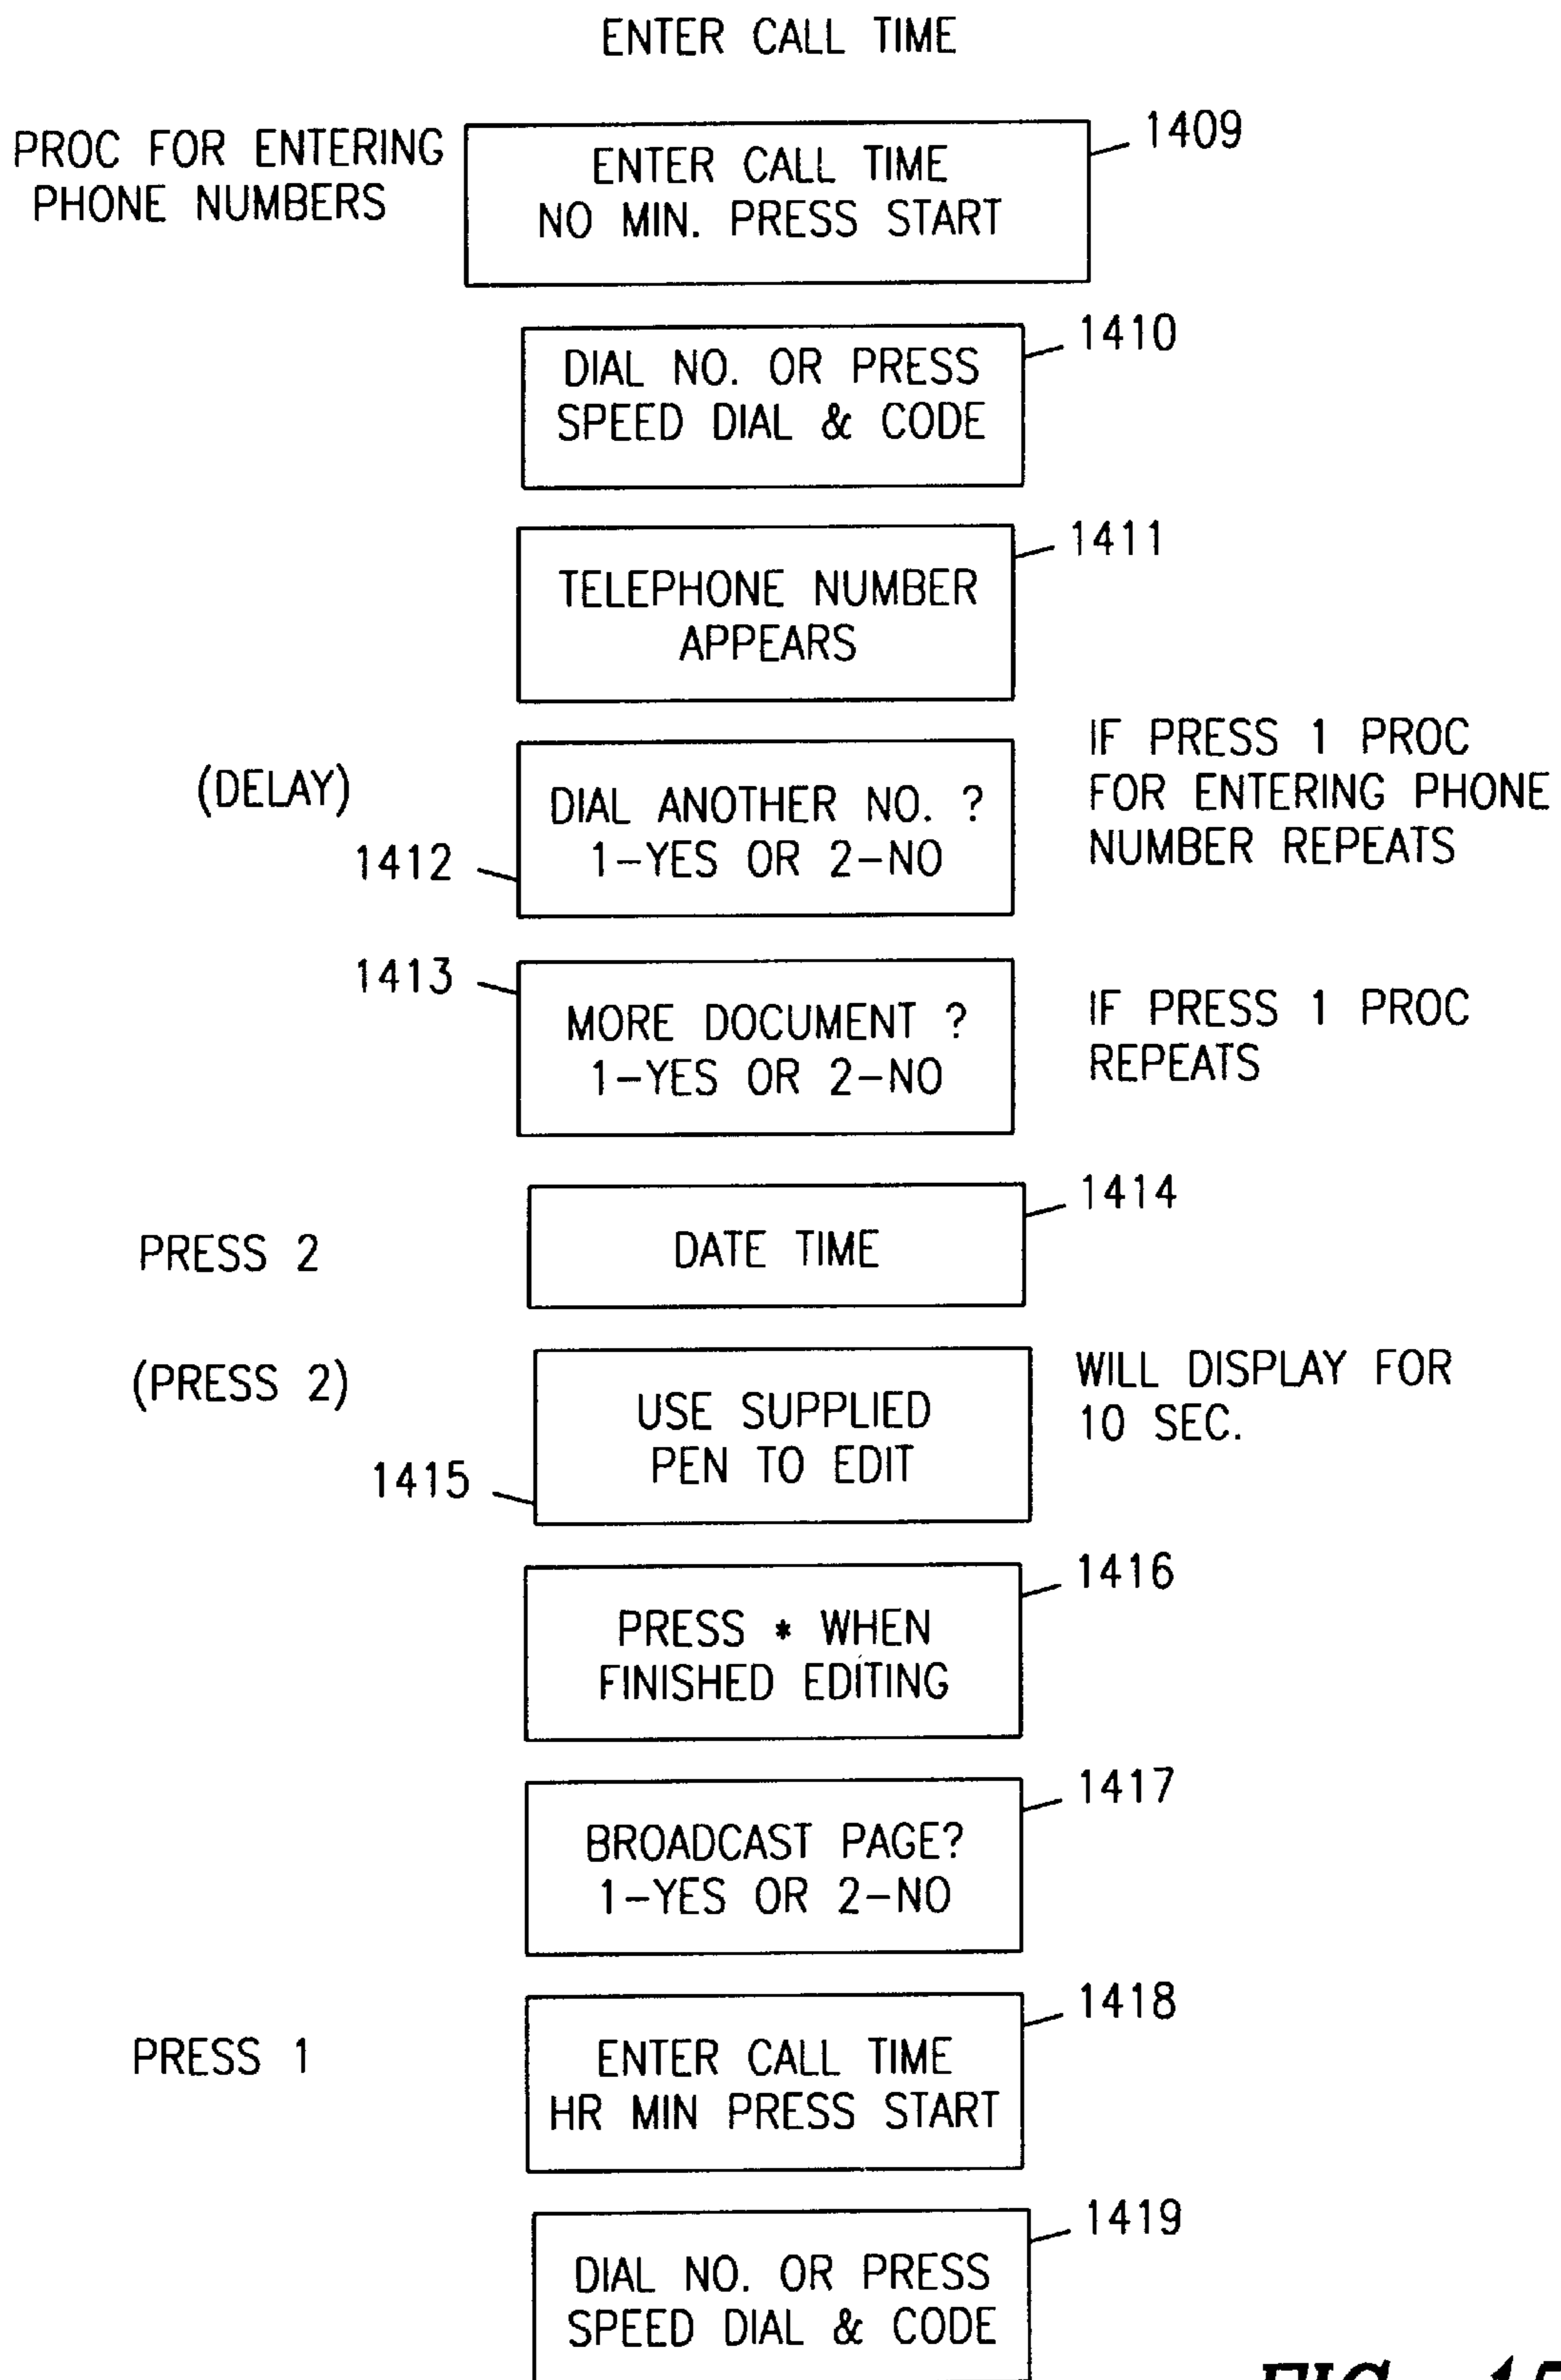 ENTER CALL TIME
PROC FOR ENTERING
PHONE NUMBERS
ENTER CALL TIME
NO MIN. PRESS START
1409
DIAL NO. OR PRESS
SPEED DIAL & CODE
1410
TELEPHONE NUMBER
APPEARS
1411
(DELAY)
1412
DIAL ANOTHER NO. ?
1-YES OR 2-NO
IF PRESS 1 PROC
FOR ENTERING PHONE
NUMBER REPEATS
1413
MORE DOCUMENT ?
1-YES OR 2-NO
IF PRESS 1 PROC
REPEATS
PRESS 2
DATE TIME
1414
(PRESS 2)
1415
USE SUPPLIED
PEN TO EDIT
WILL DISPLAY FOR
10 SEC.
PRESS * WHEN
FINISHED EDITING
1416
BROADCAST PAGE?
1-YES OR 2-NO
1417
PRESS 1
ENTER CALL TIME
HR MIN PRESS START
1418
DIAL NO. OR PRESS
SPEED DIAL & CODE
1419